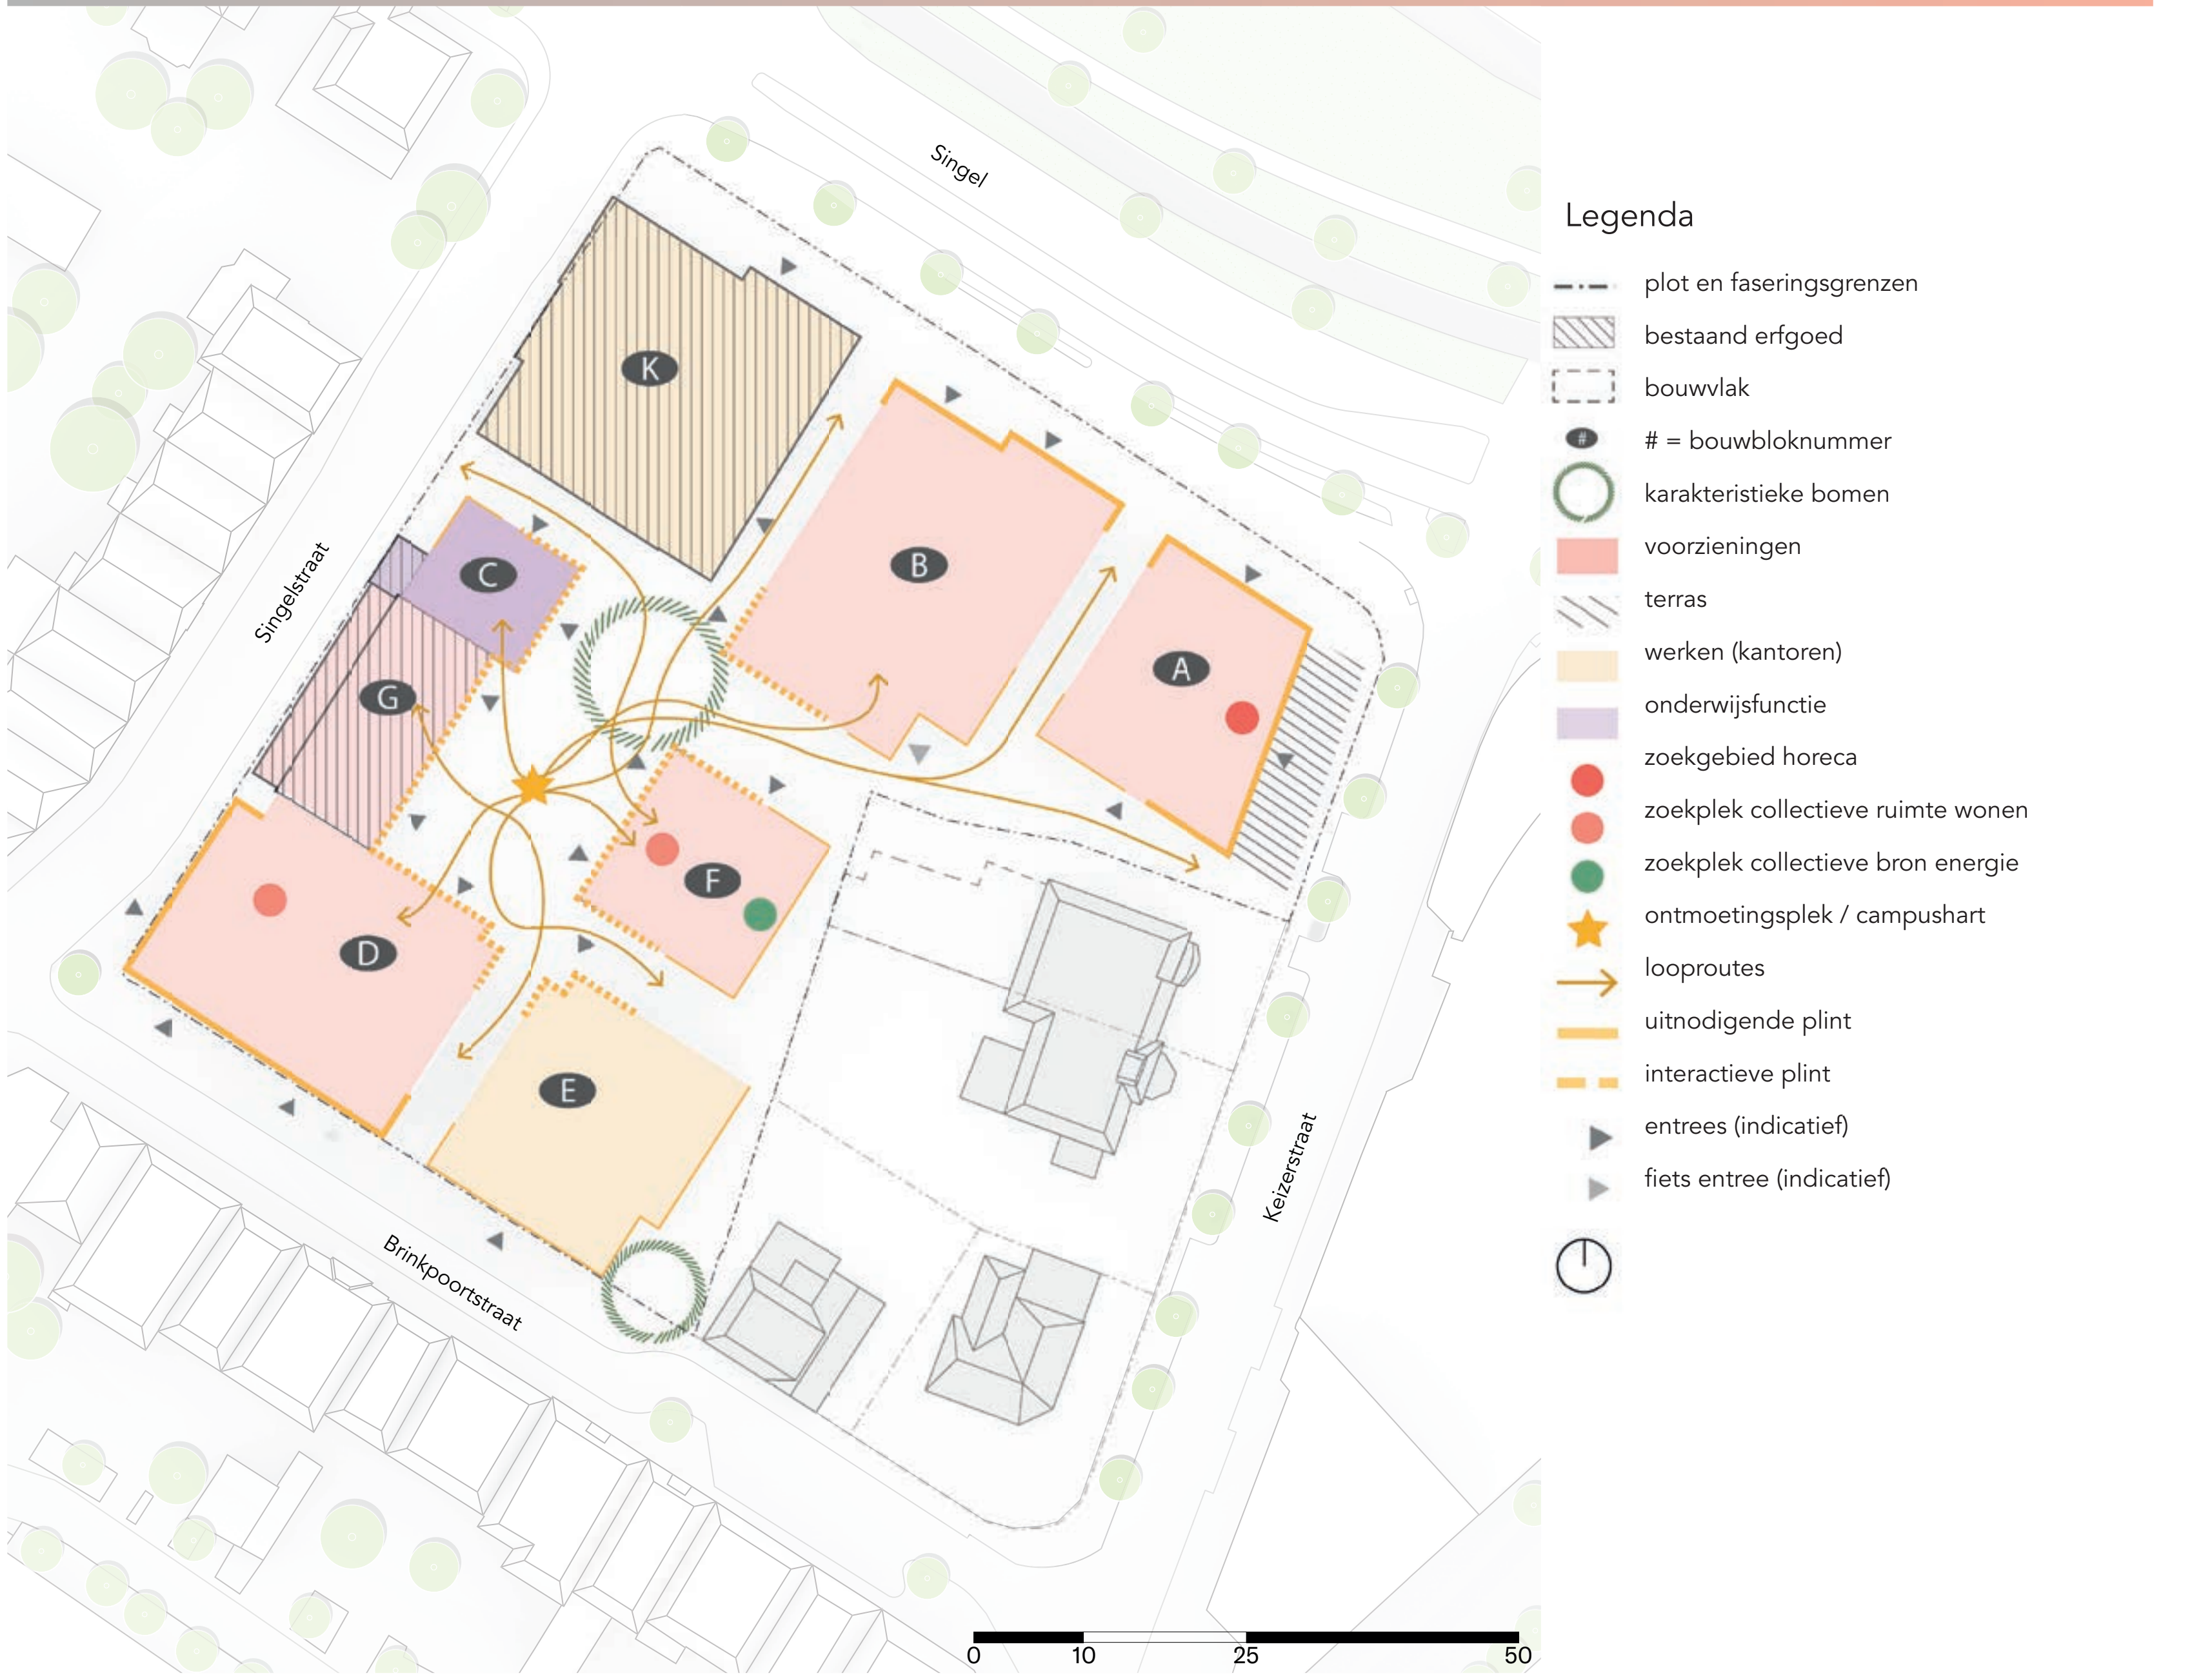 Singel
Singelstraat
Brinkpoortstraat
Keizerstraat
K
C
B
A
G
F
D
E
0 10 25 50
Legenda
plot en faseringsgrenzen
bestaand erfgoed
bouwvlak
# # = bouwbloknummer
karakteristieke bomen
voorzieningen
terras
werken (kantoren)
onderwijsfunctie
zoekgebied horeca
zoekplek collectieve ruimte wonen
zoekplek collectieve bron energie
ontmoetingsplek / campushart
looproutes
uitnodigende plint
interactieve plint
entrees (indicatief)
fiets entree (indicatief)